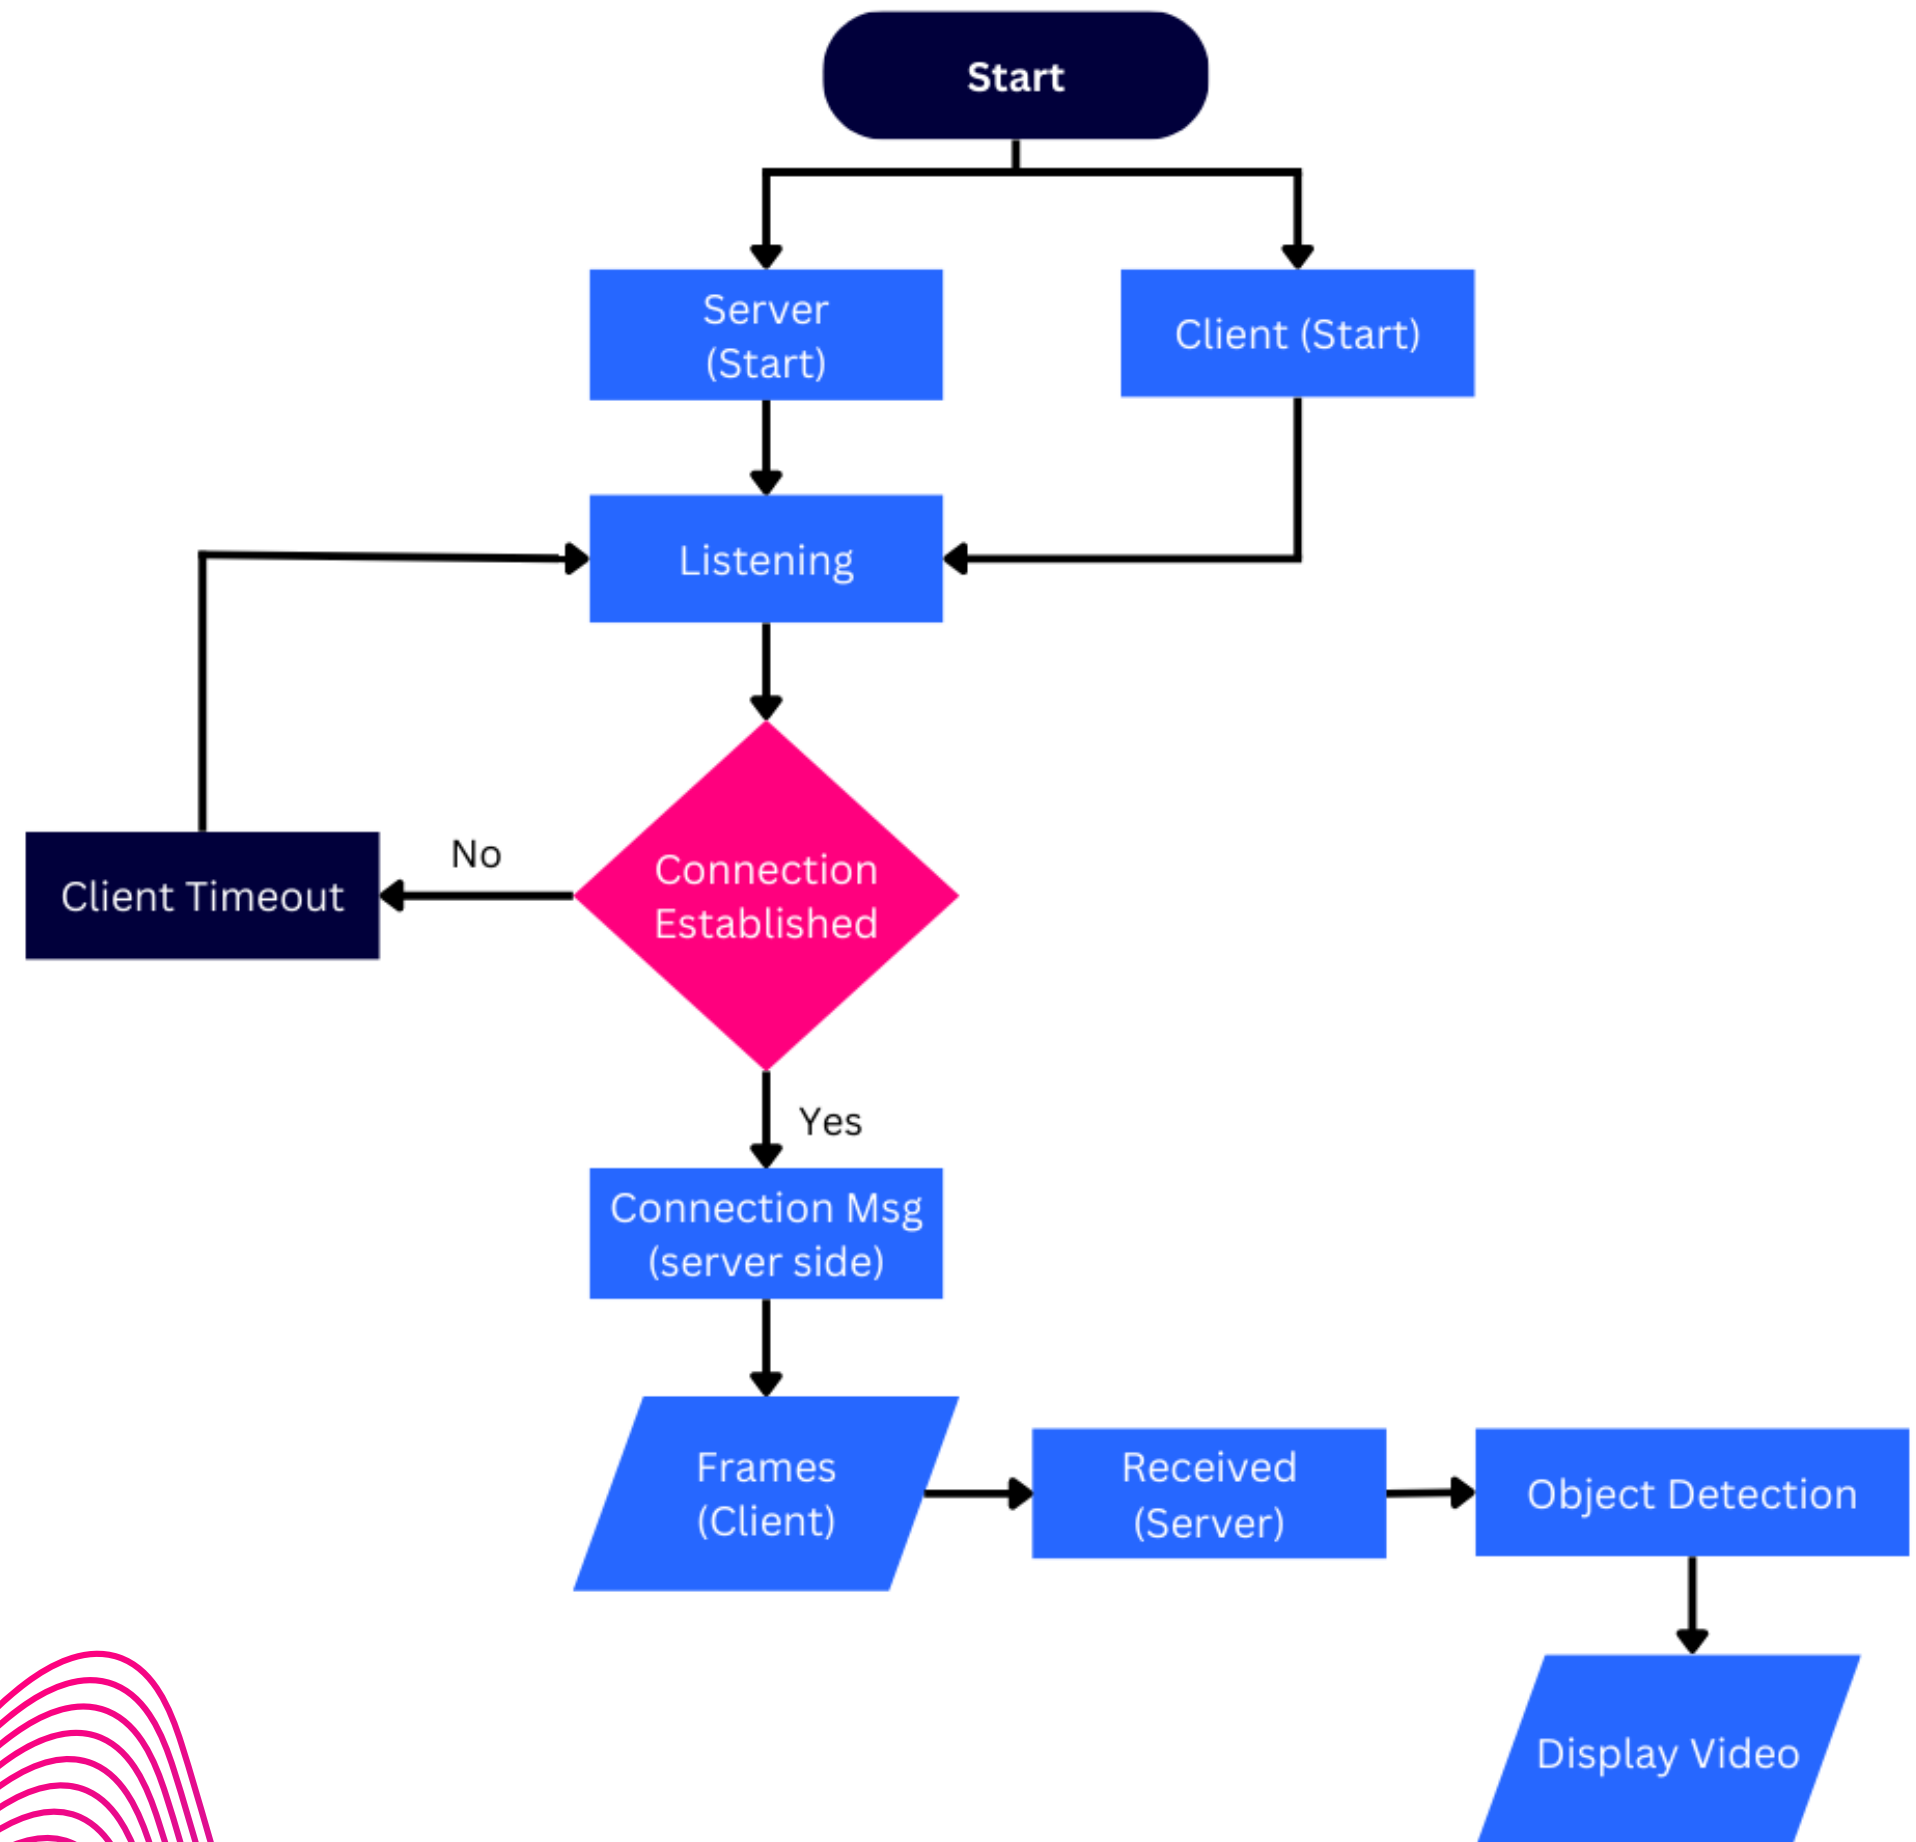 Start
Server
(Start)
Client (Start)
Listening
No
Client Timeout
Connection
Established
Yes
Connection Msg
(server side)
Frames
(Client)
Received
(Server)
Object Detection
Display Video